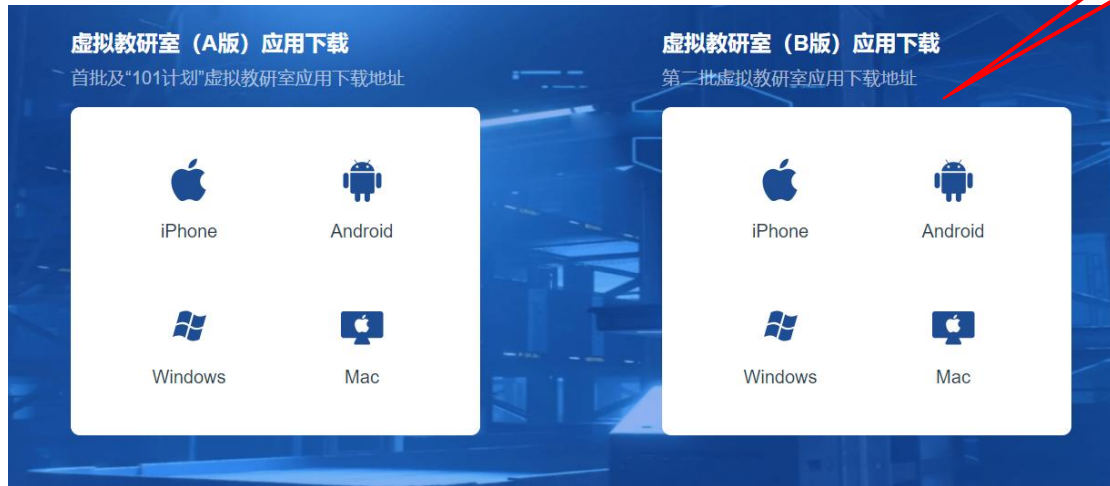 虚拟教研室（A版）应用下载
首批及“101计划”虚拟教研室应用下载地址
iPhone
Android
Windows
Mac
虚拟教研室（B版）应用下载
第二批虚拟教研室应用下载地址
iPhone
Android
Windows
Mac